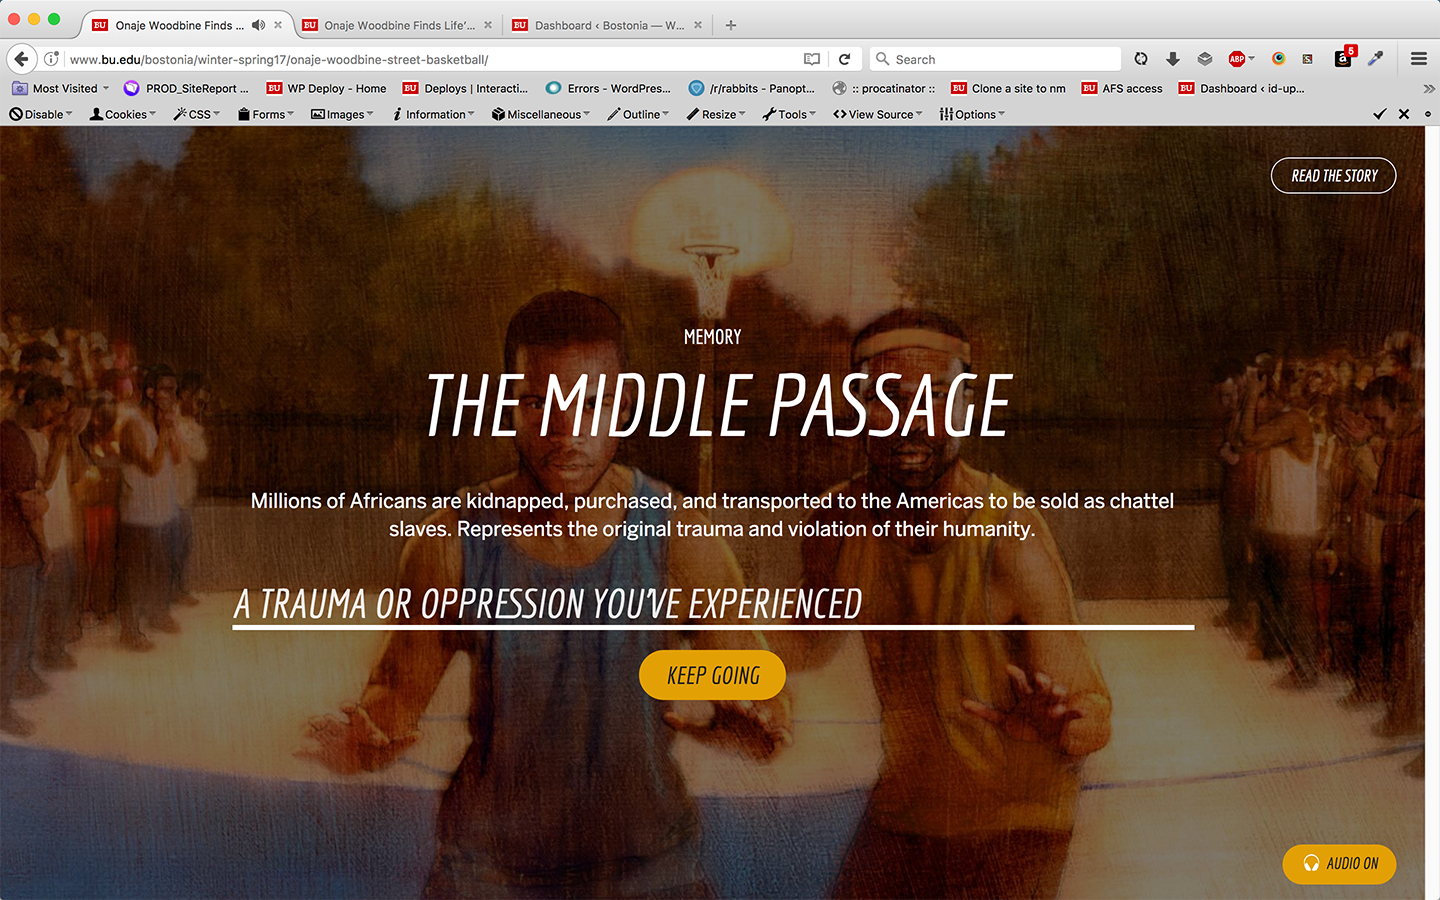 BU Onaje Woodbine Finds ...
BU Onaje Woodbine Finds Life'...
BU Dashboard ‹ Bostonia — W...
www.bu.edu/bostonia/winter-spring17/onaje-woodbine-street-basketball/
Search
ABP
a
5
Most Visited
PROD_SiteReport ...
BU WP Deploy - Home
BU Deploys | Interacti...
Errors - WordPress...
/r/rabbits - Panopt...
:: procatinator ::
BU Clone a site to nm
BU AFS access
BU Dashboard ‹ id-up...
Disable
Cookies
CSS
Forms
Images
Information
Miscellaneous
Outline
Resize
Tools
View Source
Options
READ THE STORY
MEMORY
THE MIDDLE PASSAGE
Millions of Africans are kidnapped, purchased, and transported to the Americas to be sold as chattel
slaves. Represents the original trauma and violation of their humanity.
A TRAUMA OR OPPRESSION YOU'VE EXPERIENCED
KEEP GOING
AUDIO ON